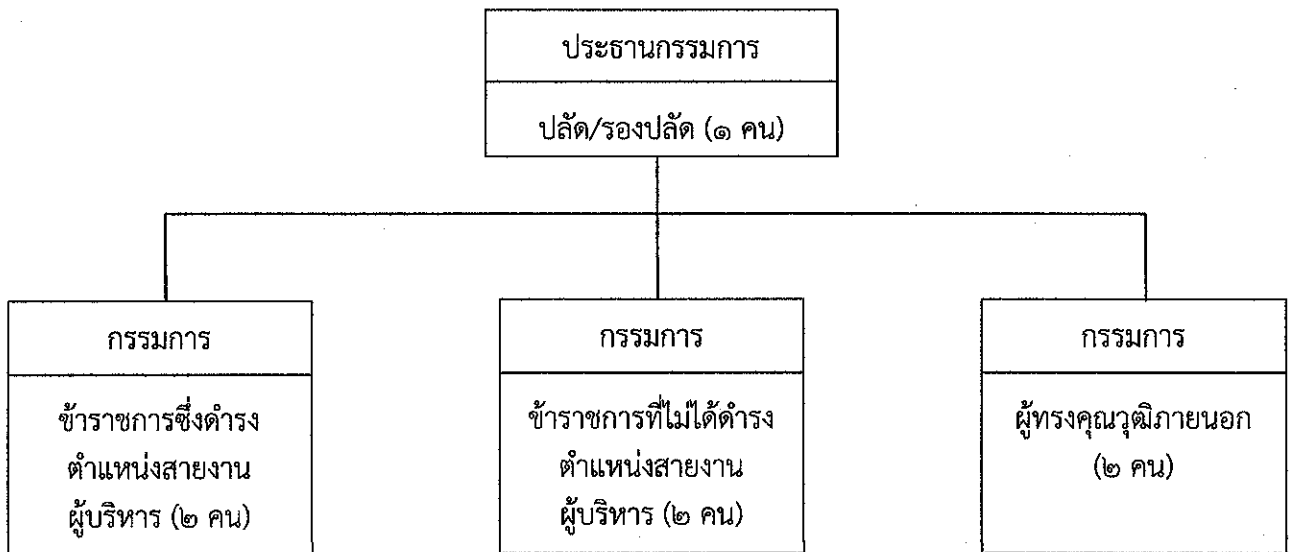 ประธานกรรมการ
ปลัด/รองปลัด (๑ คน)
กรรมการ
ข้าราชการซึ่งดำรง
ตำแหน่งสายงาน
ผู้บริหาร (๒ คน)
กรรมการ
ข้าราชการที่ไม่ได้ดำรง
ตำแหน่งสายงาน
ผู้บริหาร (๒ คน)
กรรมการ
ผู้ทรงคุณวุฒิภายนอก
(๒ คน)